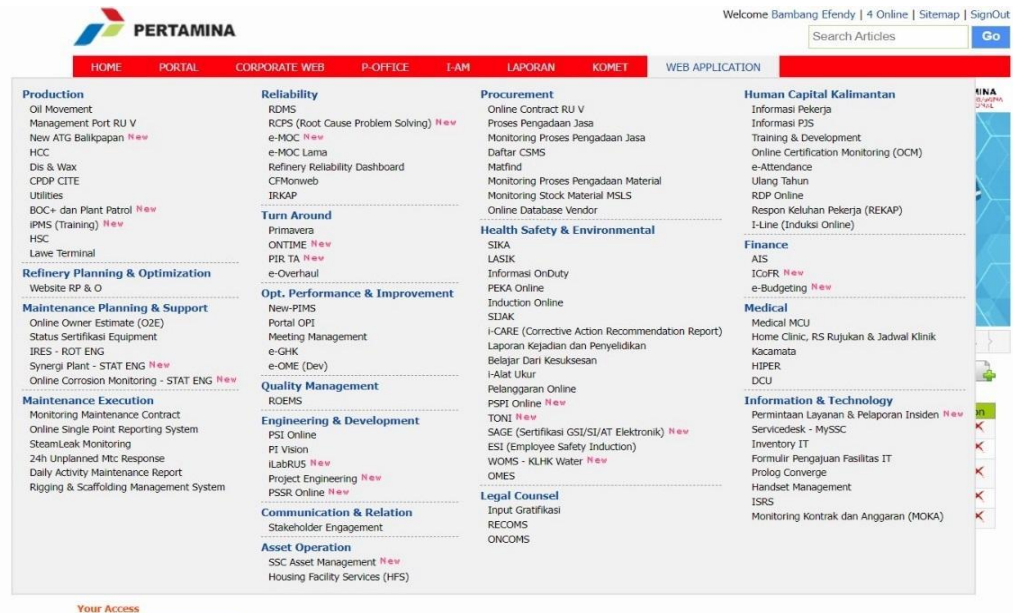 Welcome Bambang Efendy | 4 Online | Sitemap | SignOut
PERTAMINA
Search Articles Go
HOME PORTAL CORPORATE WEB P-OFFICE I-AM LAPORAN KOMET WEB APPLICATION
Production
Oil Movement
Management Port RU V
New ATG Balikpapan New
HCC
Dis & Wax
CPDP CITE
Utilities
BOC+ dan Plant Patrol New
iPMS (Training) New
HSC
Lawe Terminal
Refinery Planning & Optimization
Website RP & O
Maintenance Planning & Support
Online Owner Estimate (O2E)
Status Sertifikasi Equipment
IRES - ROT ENG
Synergi Plant - STAT ENG New
Online Corrosion Monitoring - STAT ENG New
Maintenance Execution
Monitoring Maintenance Contract
Online Single Point Reporting System
SteamLeak Monitoring
24h Unplanned Mtc Response
Daily Activity Maintenance Report
Rigging & Scaffolding Management System
Reliability
RDMS
RCPS (Root Cause Problem Solving) New
e-MOC New
e-MOC Lama
Refinery Reliability Dashboard
CFMonweb
IRKAP
Turn Around
Primavera
ONTIME New
PIR TA New
e-Overhaul
Opt. Performance & Improvement
New-PIMS
Portal OPI
Meeting Management
e-GHK
e-OME (Dev)
Quality Management
ROEMS
Engineering & Development
PSI Online
PI Vision
iLabRU5 New
Project Engineering New
PSSR Online New
Communication & Relation
Stakeholder Engagement
Asset Operation
SSC Asset Management New
Housing Facility Services (HFS)
Procurement
Online Contract RU V
Proses Pengadaan Jasa
Monitoring Proses Pengadaan Jasa
Daftar CSMS
Matfind
Monitoring Proses Pengadaan Material
Monitoring Stock Material MSLS
Online Database Vendor
Health Safety & Environmental
SIKA
LASIK
Informasi OnDuty
PEKA Online
Induction Online
SIJAK
i-CARE (Corrective Action Recommendation Report)
Laporan Kejadian dan Penyelidikan
Belajar Dari Kesuksesan
i-Alat Ukur
Pelanggaran Online
PSPI Online New
TONI New
SAGE (Sertifikasi GSI/SI/AT Elektronik) New
ESI (Employee Safety Induction)
WOMS - KLHK Water New
OMES
Legal Counsel
Input Gratifikasi
RECOMS
ONCOMS
Human Capital Kalimantan
Informasi Pekerja
Informasi PJS
Training & Development
Online Certification Monitoring (OCM)
e-Attendance
Ulang Tahun
RDP Online
Respon Keluhan Pekerja (REKAP)
I-Line (Induksi Online)
Finance
AIS
ICoFR New
e-Budgeting New
Medical
Medical MCU
Home Clinic, RS Rujukan & Jadwal Klinik
Kacamata
HIPER
DCU
Information & Technology
Permintaan Layanan & Pelaporan Insiden New
Servicedesk - MySSC
Inventory IT
Formulir Pengajuan Fasilitas IT
Prolog Converge
Handset Management
ISRS
Monitoring Kontrak dan Anggaran (MOKA)
Your Access